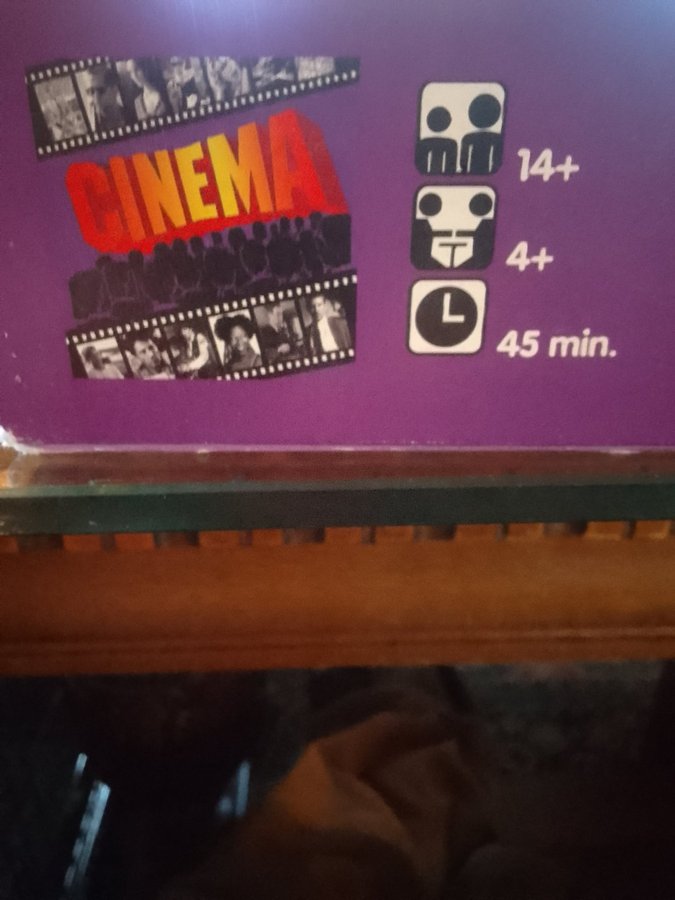 CINEMA
14+
4+
45 min.